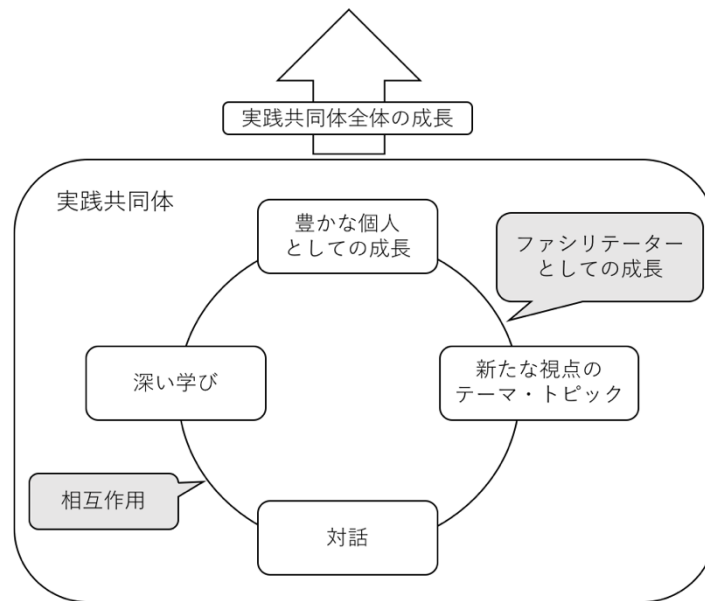 実践共同体全体の成長
実践共同体
豊かな個人
としての成長
ファシリテーター
としての成長
深い学び
新たな視点の
テーマ・トピック
相互作用
対話